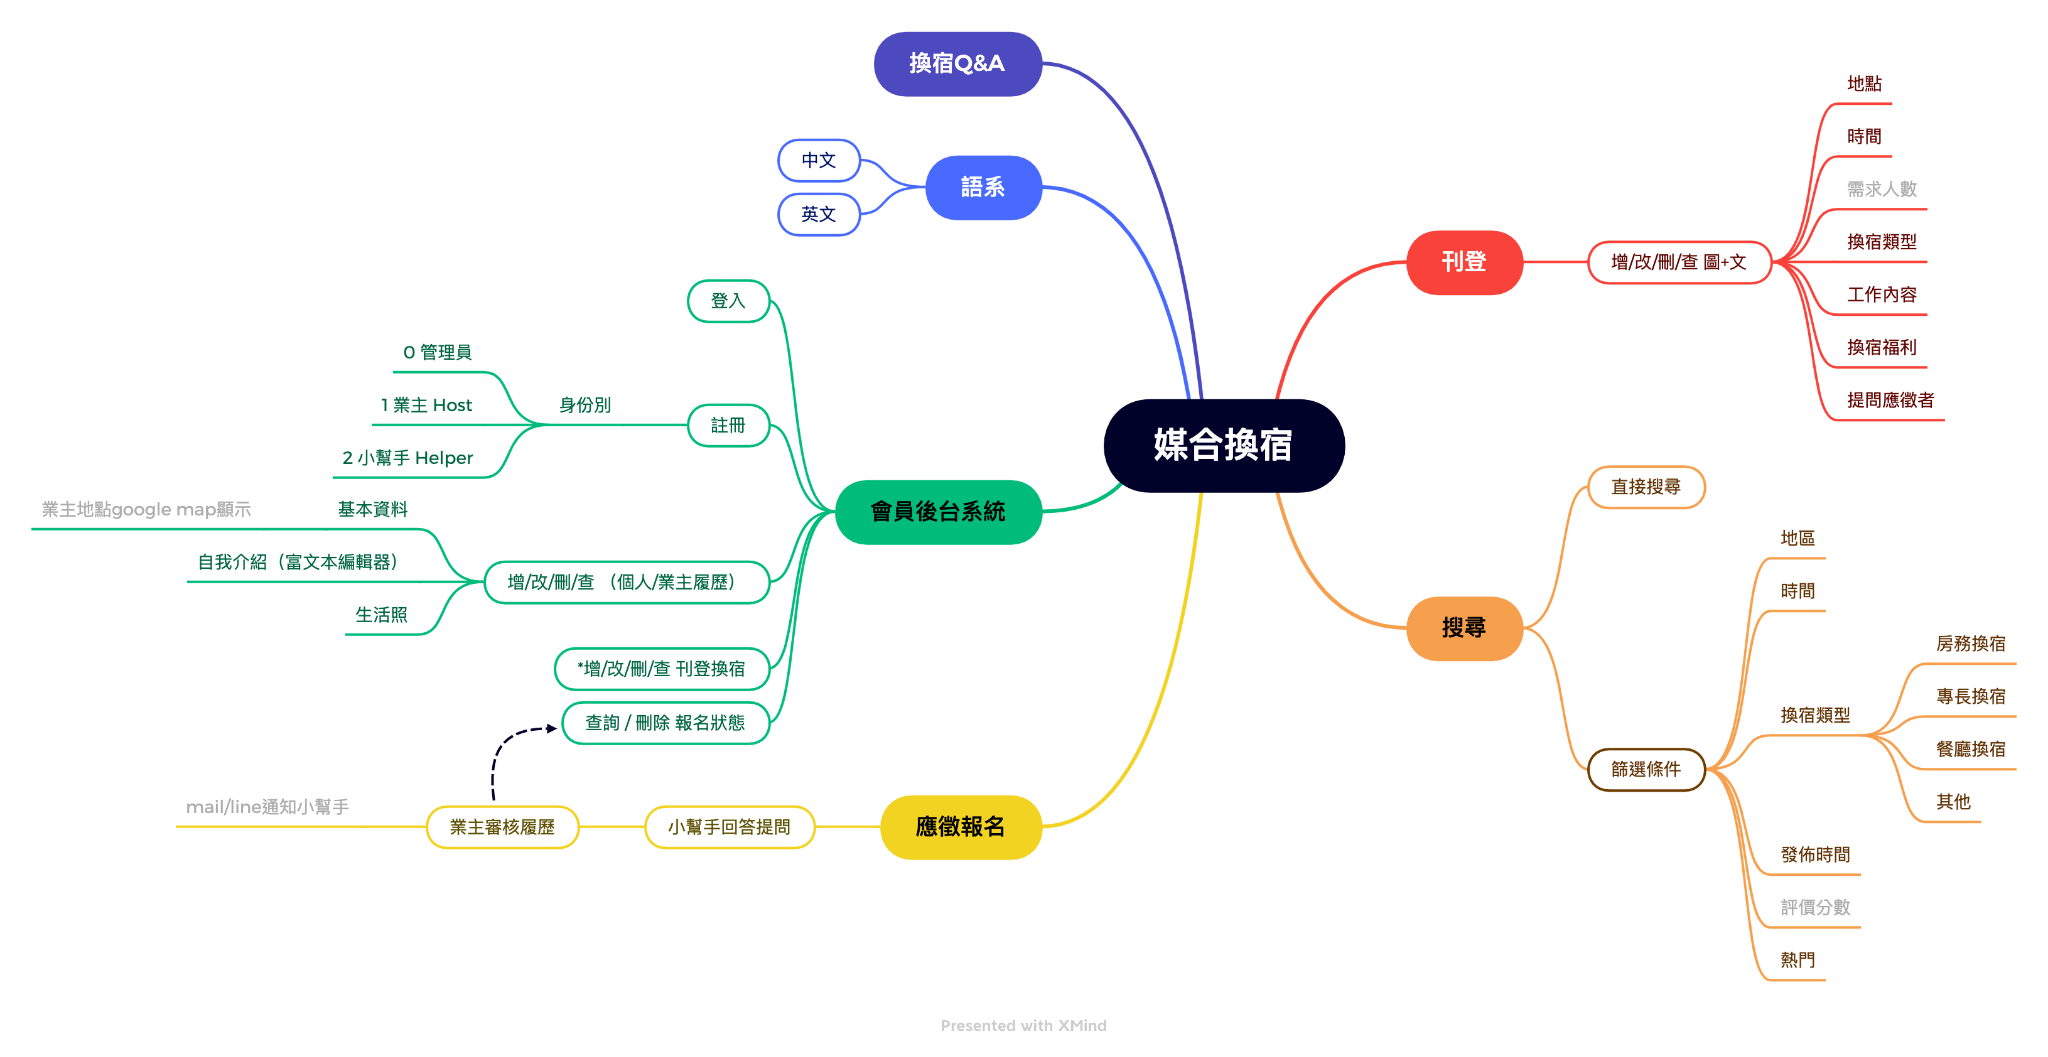 媒合換宿
刊登
增/改/刪/查 圖+文
地點
時間
需求人數
換宿類型
工作內容
換宿福利
提問應徵者
搜尋
直接搜尋
篩選條件
地區
時間
換宿類型
房務換宿
專長換宿
餐廳換宿
其他
發佈時間
評價分數
熱門
換宿Q&A
語系
中文
英文
會員後台系統
登入
註冊
身份別
0 管理員
1 業主 Host
2 小幫手 Helper
增/改/刪/查 （個人/業主履歷）
基本資料
業主地點google map顯示
自我介紹（富文本編輯器）
生活照
*增/改/刪/查 刊登換宿
查詢 / 刪除 報名狀態
應徵報名
小幫手回答提問
業主審核履歷
mail/line通知小幫手
Presented with XMind